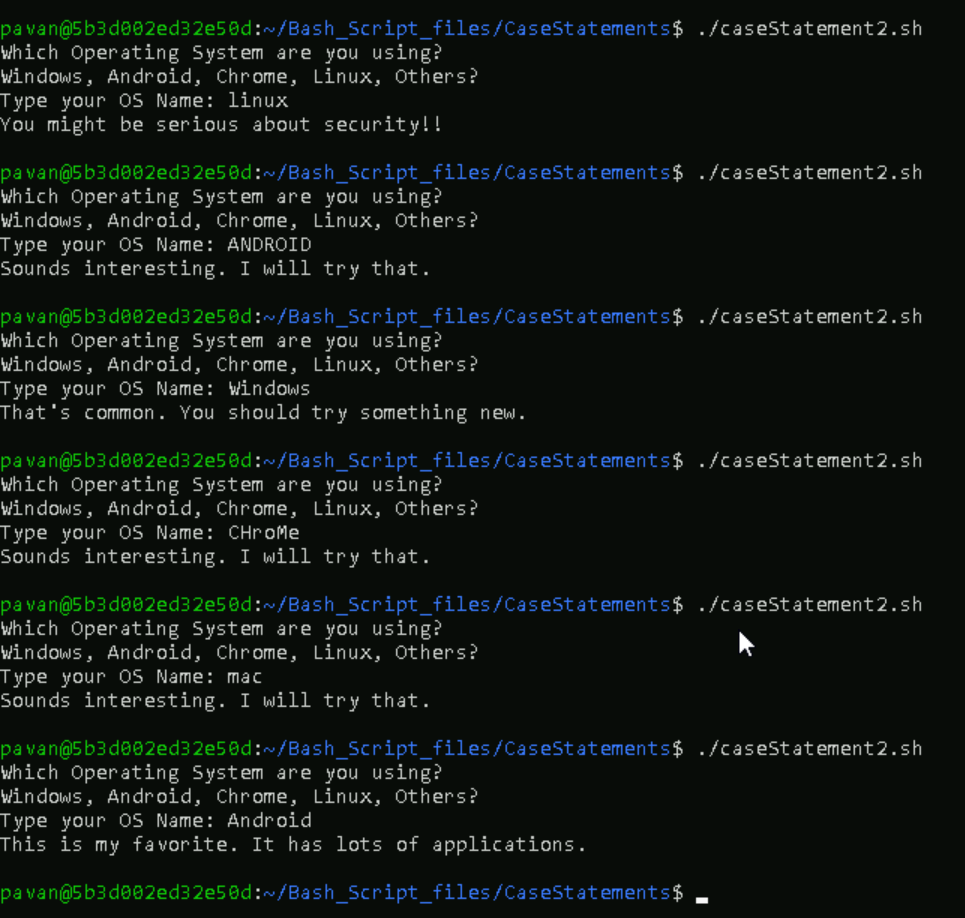 pavan@5b3d002ed32e50d:~/Bash_Script_files/CaseStatements$ ./caseStatement2.sh
Which Operating System are you using?
Windows, Android, Chrome, Linux, Others?
Type your OS Name: linux
You might be serious about security!!
pavan@5b3d002ed32e50d:~/Bash_Script_files/CaseStatements$ ./caseStatement2.sh
Which Operating System are you using?
Windows, Android, Chrome, Linux, Others?
Type your OS Name: ANDROID
Sounds interesting. I will try that.
pavan@5b3d002ed32e50d:~/Bash_Script_files/CaseStatements$ ./caseStatement2.sh
Which Operating System are you using?
Windows, Android, Chrome, Linux, Others?
Type your OS Name: Windows
That's common. You should try something new.
pavan@5b3d002ed32e50d:~/Bash_Script_files/CaseStatements$ ./caseStatement2.sh
Which Operating System are you using?
Windows, Android, Chrome, Linux, Others?
Type your OS Name: CHroMe
Sounds interesting. I will try that.
pavan@5b3d002ed32e50d:~/Bash_Script_files/CaseStatements$ ./caseStatement2.sh
Which Operating System are you using?
Windows, Android, Chrome, Linux, Others?
Type your OS Name: mac
Sounds interesting. I will try that.
pavan@5b3d002ed32e50d:~/Bash_Script_files/CaseStatements$ ./caseStatement2.sh
Which Operating System are you using?
Windows, Android, Chrome, Linux, Others?
Type your OS Name: Android
This is my favorite. It has lots of applications.
pavan@5b3d002ed32e50d:~/Bash_Script_files/CaseStatements$